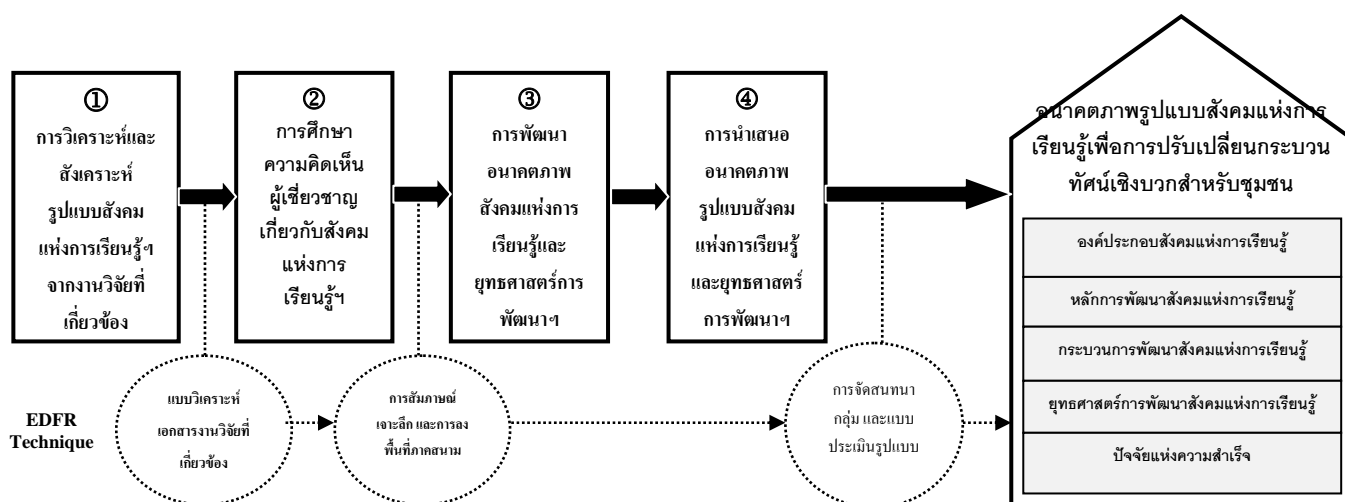 ①
การวิเคราะห์และ
สังเคราะห์
รูปแบบสังคม
แห่งการเรียนรู้ฯ
จากงานวิจัยที่
เกี่ยวข้อง
②
การศึกษา
ความคิดเห็น
ผู้เชี่ยวชาญ
เกี่ยวกับสังคม
แห่งการ
เรียนรู้ฯ
③
การพัฒนา
อนาคตภาพ
สังคมแห่งการ
เรียนรู้และ
ยุทธศาสตร์การ
พัฒนาฯ
④
การนำเสนอ
อนาคตภาพ
รูปแบบสังคม
แห่งการเรียนรู้
และยุทธศาสตร์
การพัฒนาฯ
อนาคตภาพรูปแบบสังคมแห่งการ
เรียนรู้เพื่อการปรับเปลี่ยนกระบวน
ทัศน์เชิงบวกสำหรับชุมชน
องค์ประกอบสังคมแห่งการเรียนรู้
หลักการพัฒนาสังคมแห่งการเรียนรู้
กระบวนการพัฒนาสังคมแห่งการเรียนรู้
ยุทธศาสตร์การพัฒนาสังคมแห่งการเรียนรู้
ปัจจัยแห่งความสำเร็จ
EDFR
Technique
แบบวิเคราะห์
เอกสารงานวิจัยที่
เกี่ยวข้อง
การสัมภาษณ์
เจาะลึก และการลง
พื้นที่ภาคสนาม
การจัดสนทนา
กลุ่ม และแบบ
ประเมินรูปแบบ